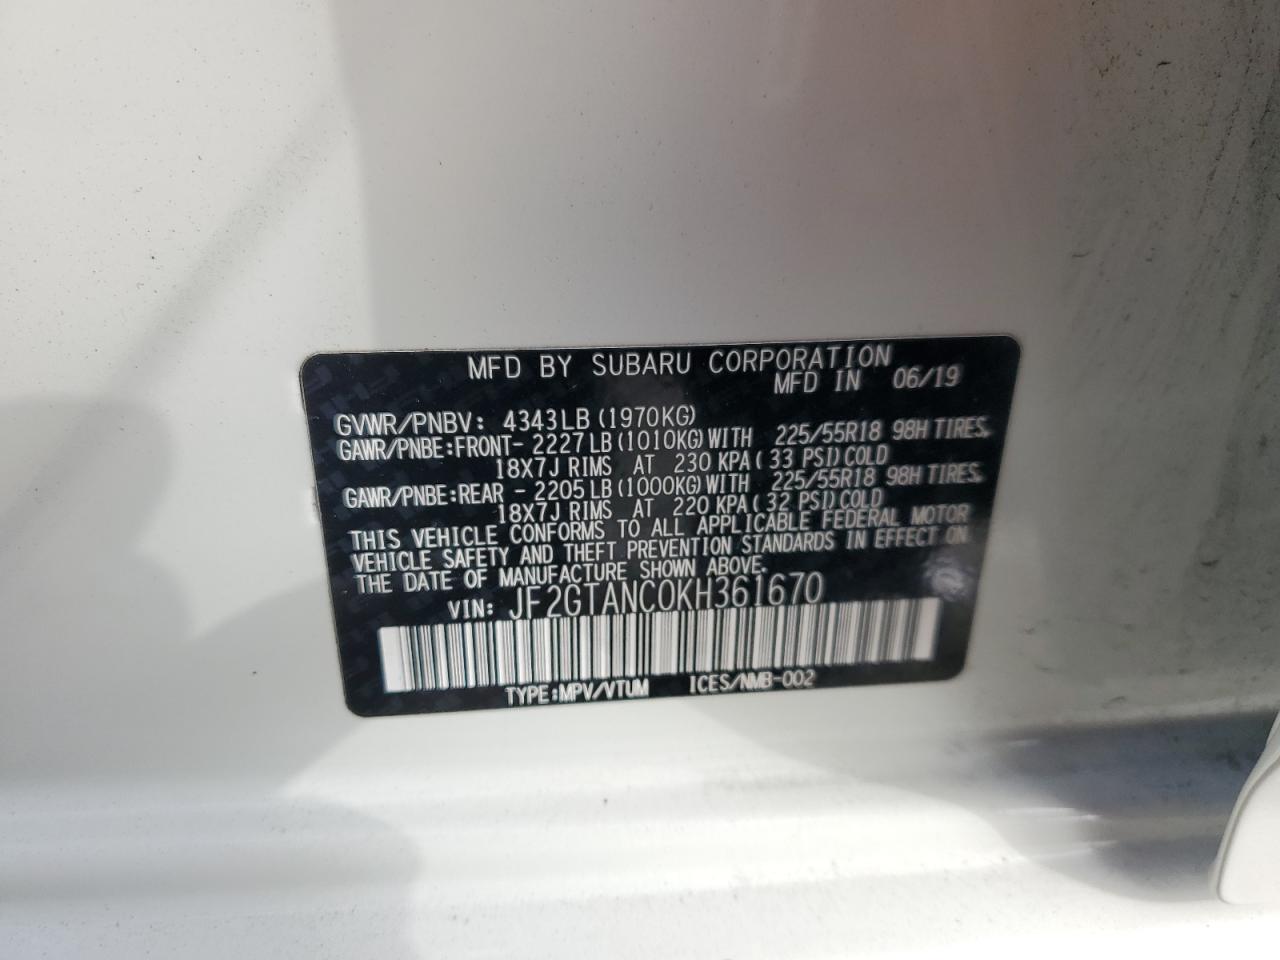 MFD BY SUBARU CORPORATION
MFD IN 06/19
GVWR/PNBV: 4343LB (1970KG)
GAWR/PNBE:FRONT- 2227LB (1010KG) WITH 225/55R18 98H TIRES,
18X7J RIMS AT 230 KPA ( 33 PSI) COLD
GAWR/PNBE:REAR - 2205LB (1000KG) WITH 225/55R18 98H TIRES,
18X7J RIMS AT 220 KPA ( 32 PSI) COLD
THIS VEHICLE CONFORMS TO ALL APPLICABLE FEDERAL MOTOR
VEHICLE SAFETY AND THEFT PREVENTION STANDARDS IN EFFECT ON
THE DATE OF MANUFACTURE SHOWN ABOVE.
VIN: JF2GTANC0KH361670
TYPE:MPV/VTUM ICES/NMB-002